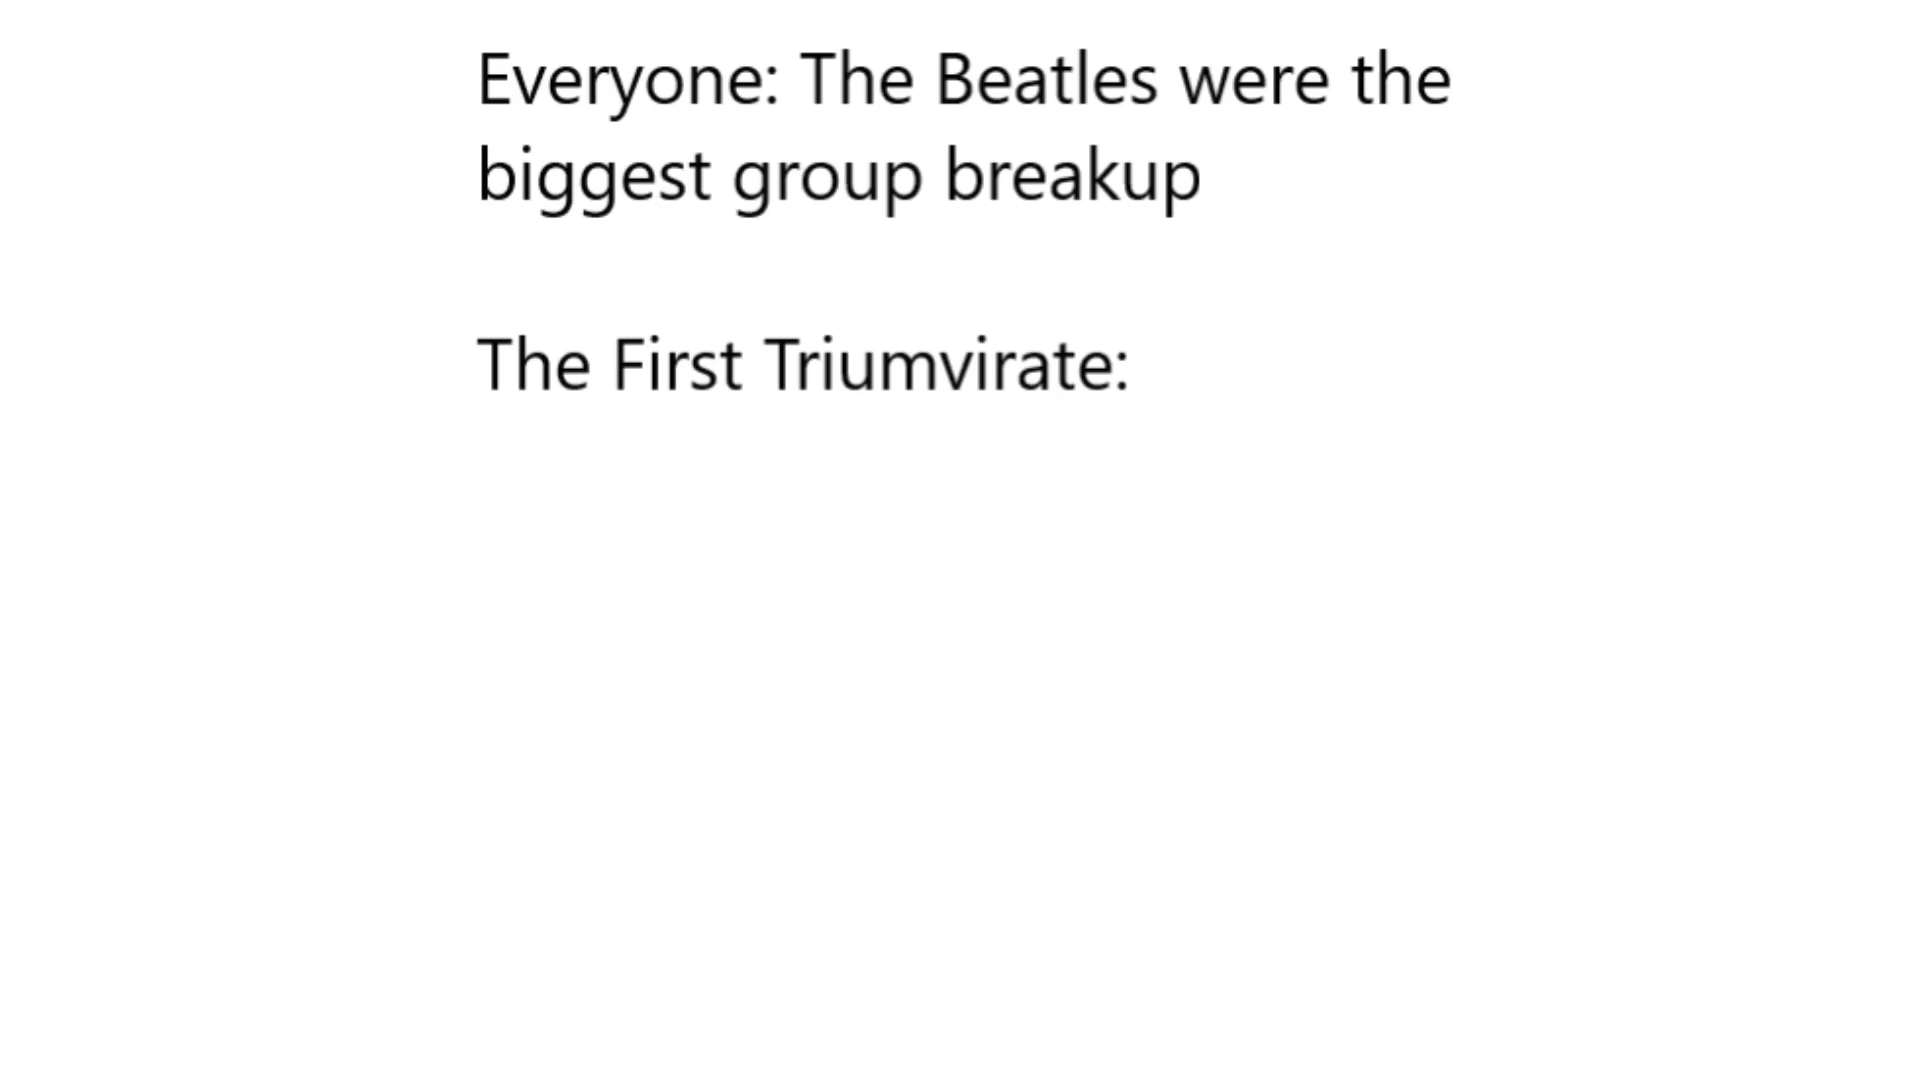 Everyone: The Beatles were the
biggest group breakup
The First Triumvirate: